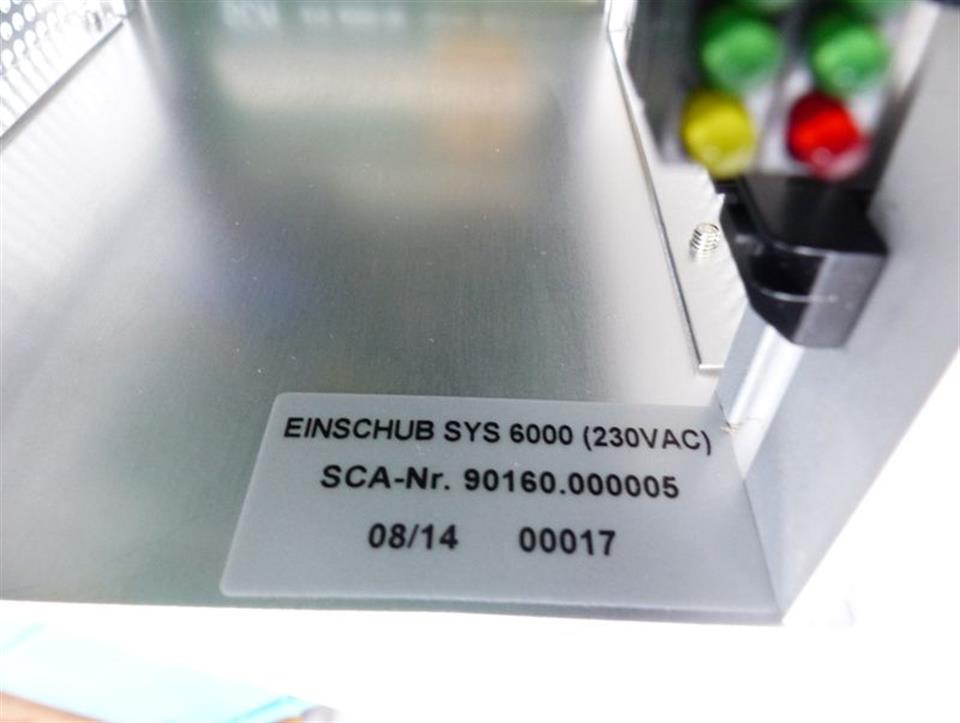 EINSCHUB SYS 6000 (230VAC)
SCA-Nr. 90160.000005
08/14 00017